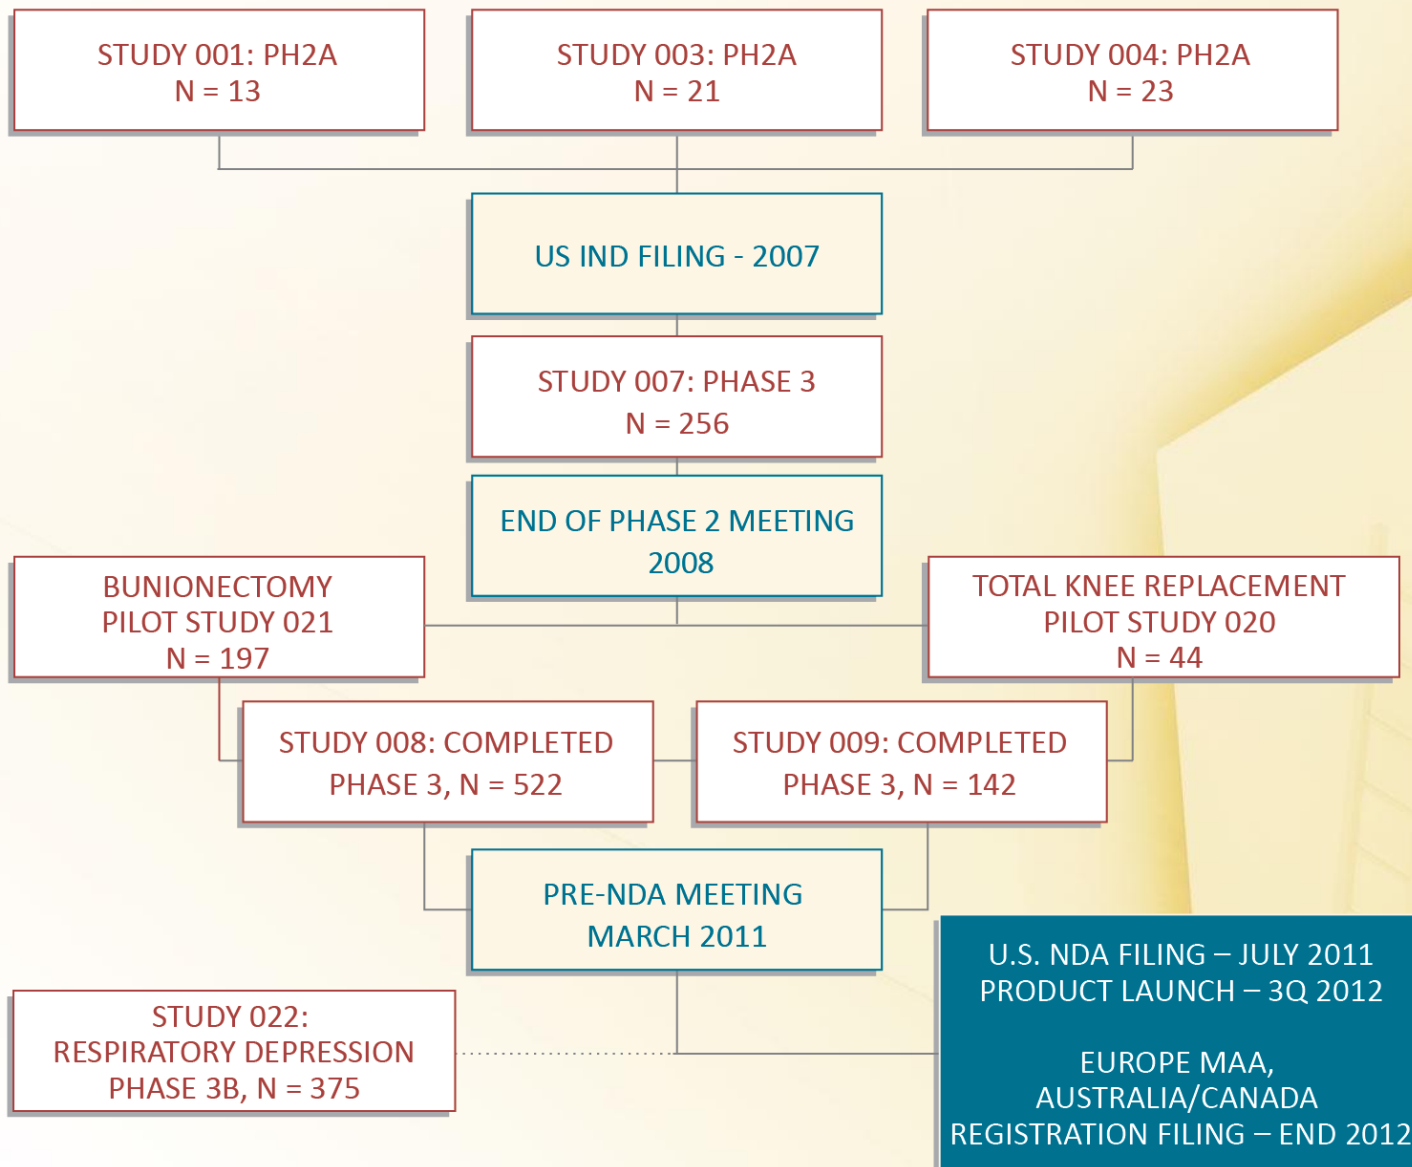 STUDY 001: PH2A
N = 13
STUDY 003: PH2A
N = 21
STUDY 004: PH2A
N = 23
US IND FILING - 2007
STUDY 007: PHASE 3
N = 256
END OF PHASE 2 MEETING
2008
BUNIONECTOMY
PILOT STUDY 021
N = 197
TOTAL KNEE REPLACEMENT
PILOT STUDY 020
N = 44
STUDY 008: COMPLETED
PHASE 3, N = 522
STUDY 009: COMPLETED
PHASE 3, N = 142
PRE-NDA MEETING
MARCH 2011
STUDY 022:
RESPIRATORY DEPRESSION
PHASE 3B, N = 375
U.S. NDA FILING – JULY 2011
PRODUCT LAUNCH – 3Q 2012
EUROPE MAA,
AUSTRALIA/CANADA
REGISTRATION FILING – END 2012